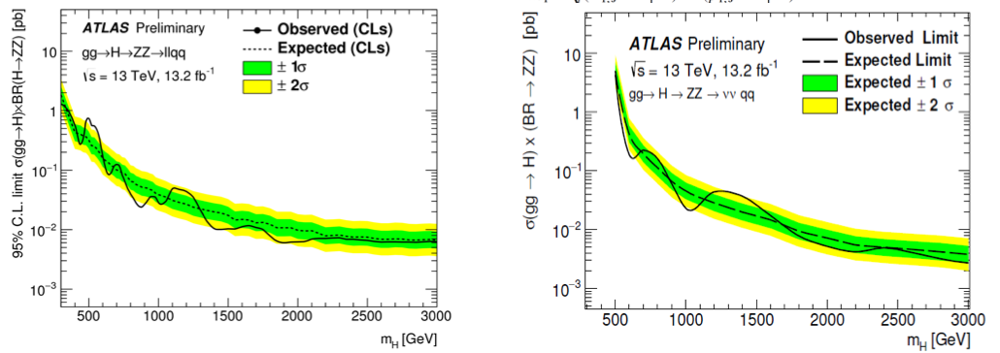 ATLAS Preliminary
gg→H→ZZ→llqq
√s = 13 TeV, 13.2 fb-1
Observed (CLs)
Expected (CLs)
± 1σ
± 2σ
95% C.L. limit σ(gg→H)×BR(H→ZZ) [pb]
10
1
10-1
10-2
10-3
500 1000 1500 2000 2500 3000
mH [GeV]
ATLAS Preliminary
√s = 13 TeV, 13.2 fb-1
gg→ H → ZZ → νν qq
Observed Limit
Expected Limit
Expected ± 1 σ
Expected ± 2 σ
σ(gg → H) × (BR → ZZ) [pb]
10
1
10-1
10-2
10-3
500 1000 1500 2000 2500 3000
mH [GeV]